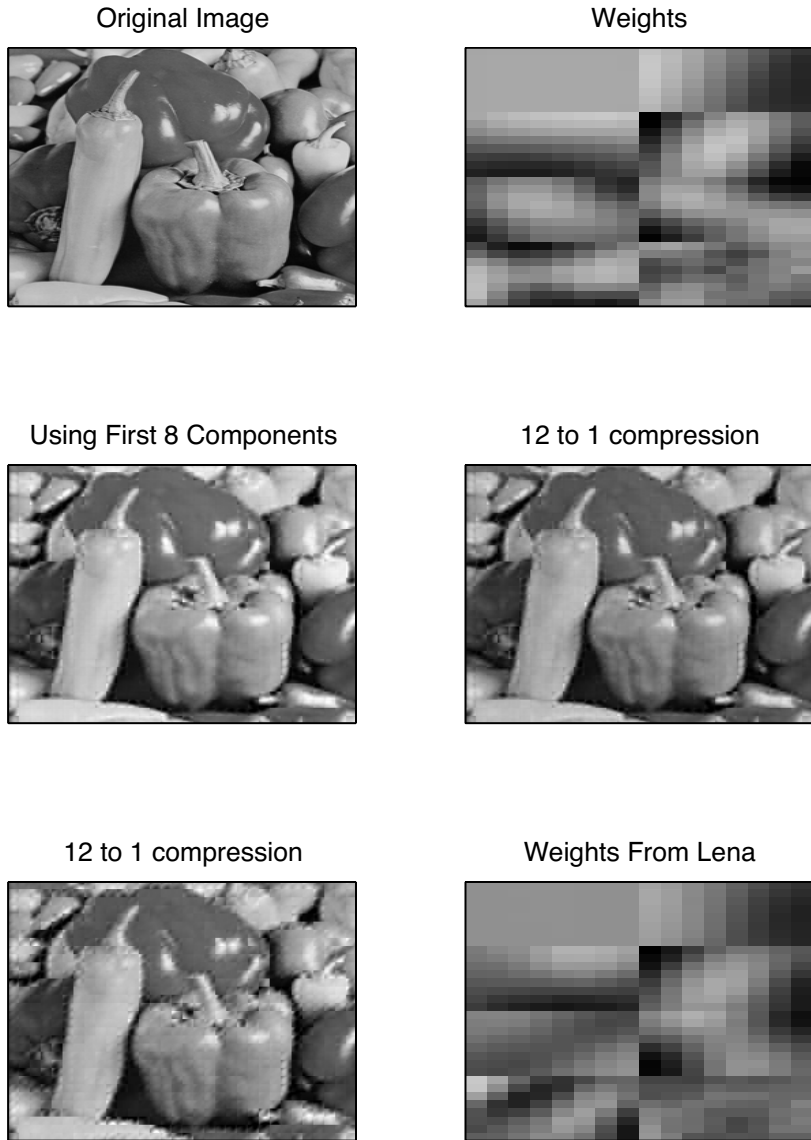 Original Image
Weights
Using First 8 Components
12 to 1 compression
12 to 1 compression
Weights From Lena